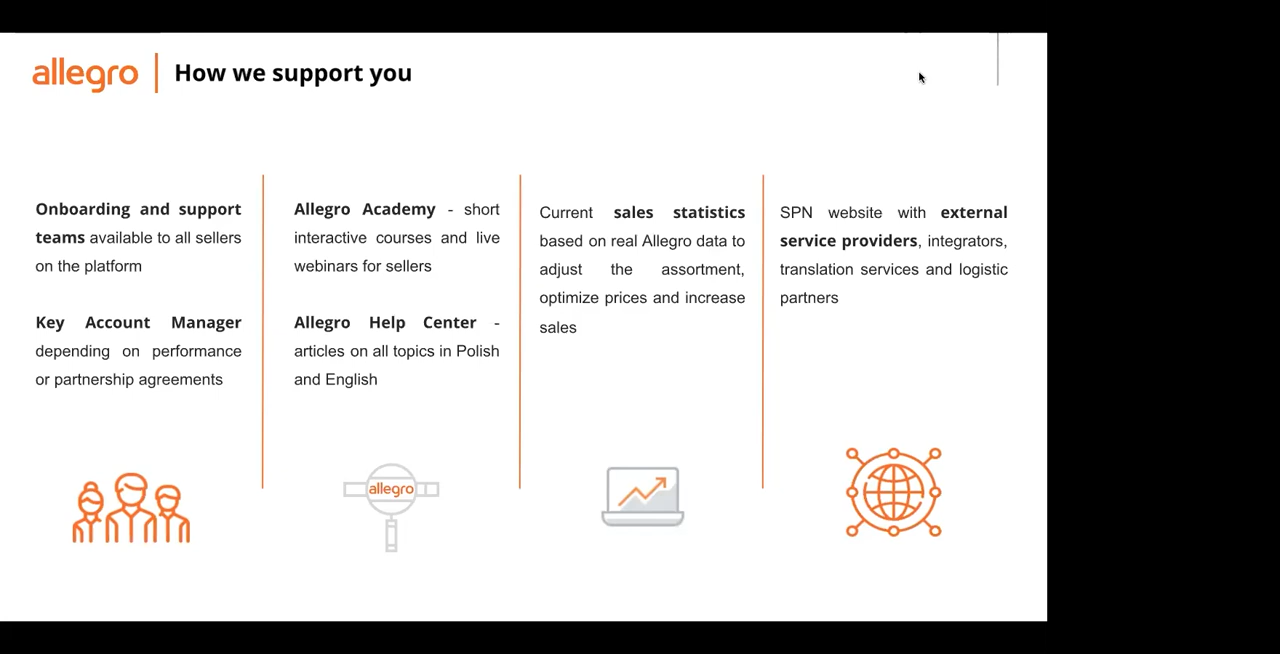 allegro
How we support you
Onboarding and support
teams available to all sellers
on the platform
Key Account Manager
depending on performance
or partnership agreements
Allegro Academy - short
interactive courses and live
webinars for sellers
Allegro Help Center -
articles on all topics in Polish
and English
Current sales statistics
based on real Allegro data to
adjust the assortment,
optimize prices and increase
sales
SPN website with external
service providers, integrators,
translation services and logistic
partners
allegro